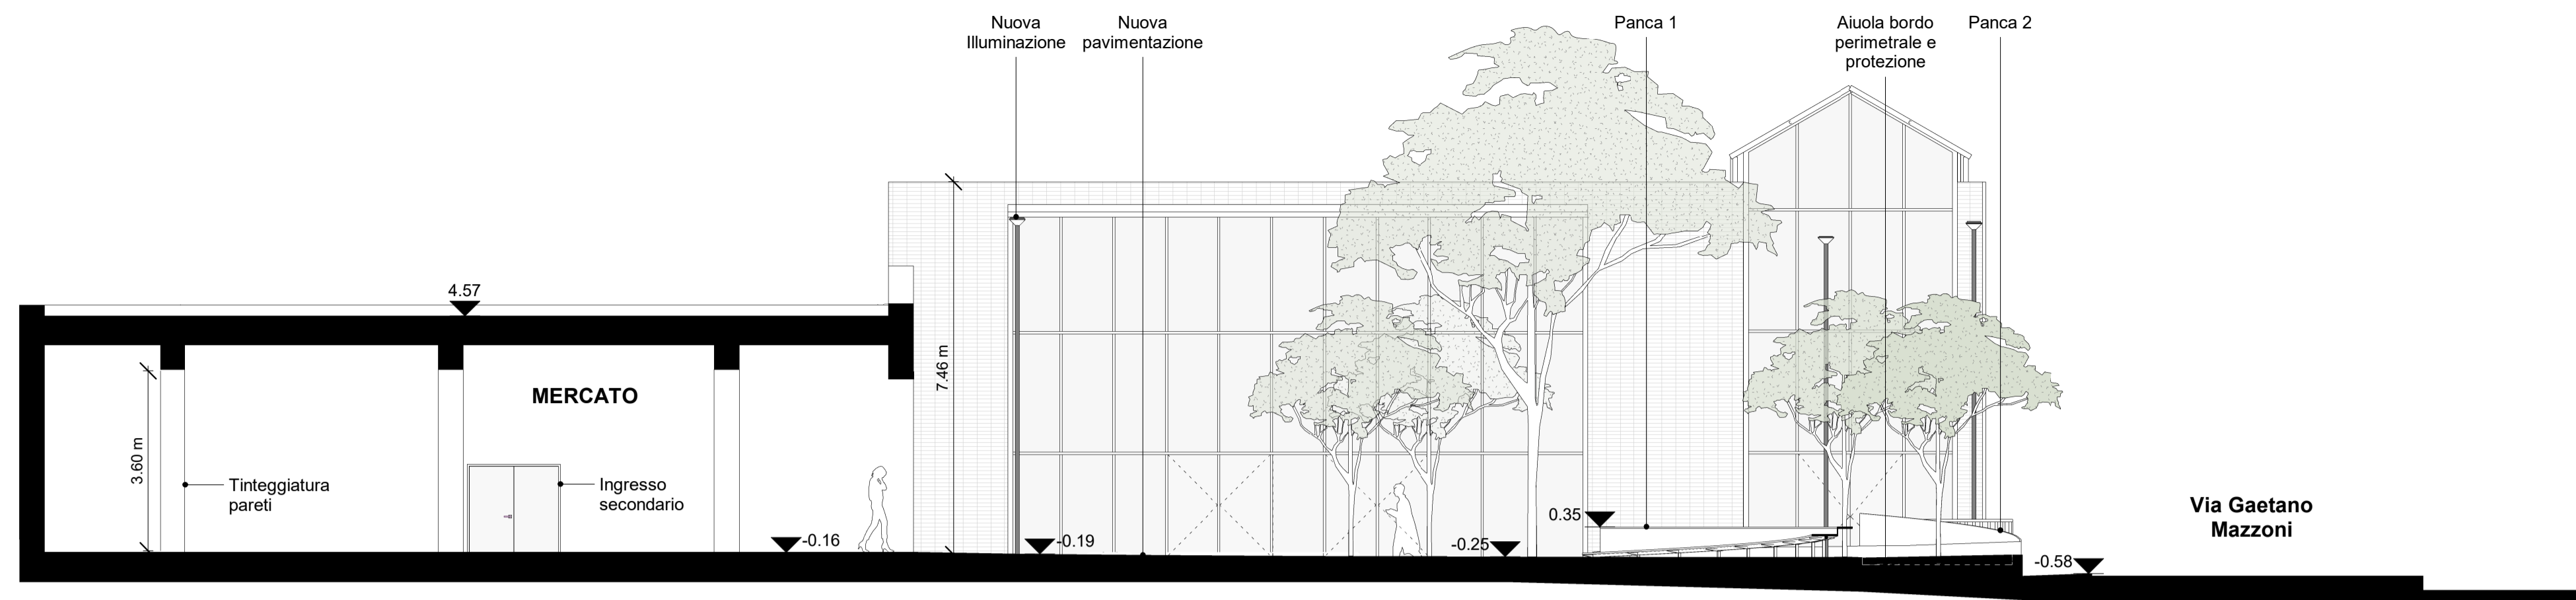 Nuova
Illuminazione
Nuova
pavimentazione
Panca 1
Aiuola bordo
perimetrale e
protezione
Panca 2
4.57
7.46 m
3.60 m
MERCATO
Tinteggiatura
pareti
Ingresso
secondario
-0.16
-0.19
-0.25
0.35
-0.58
Via Gaetano
Mazzoni